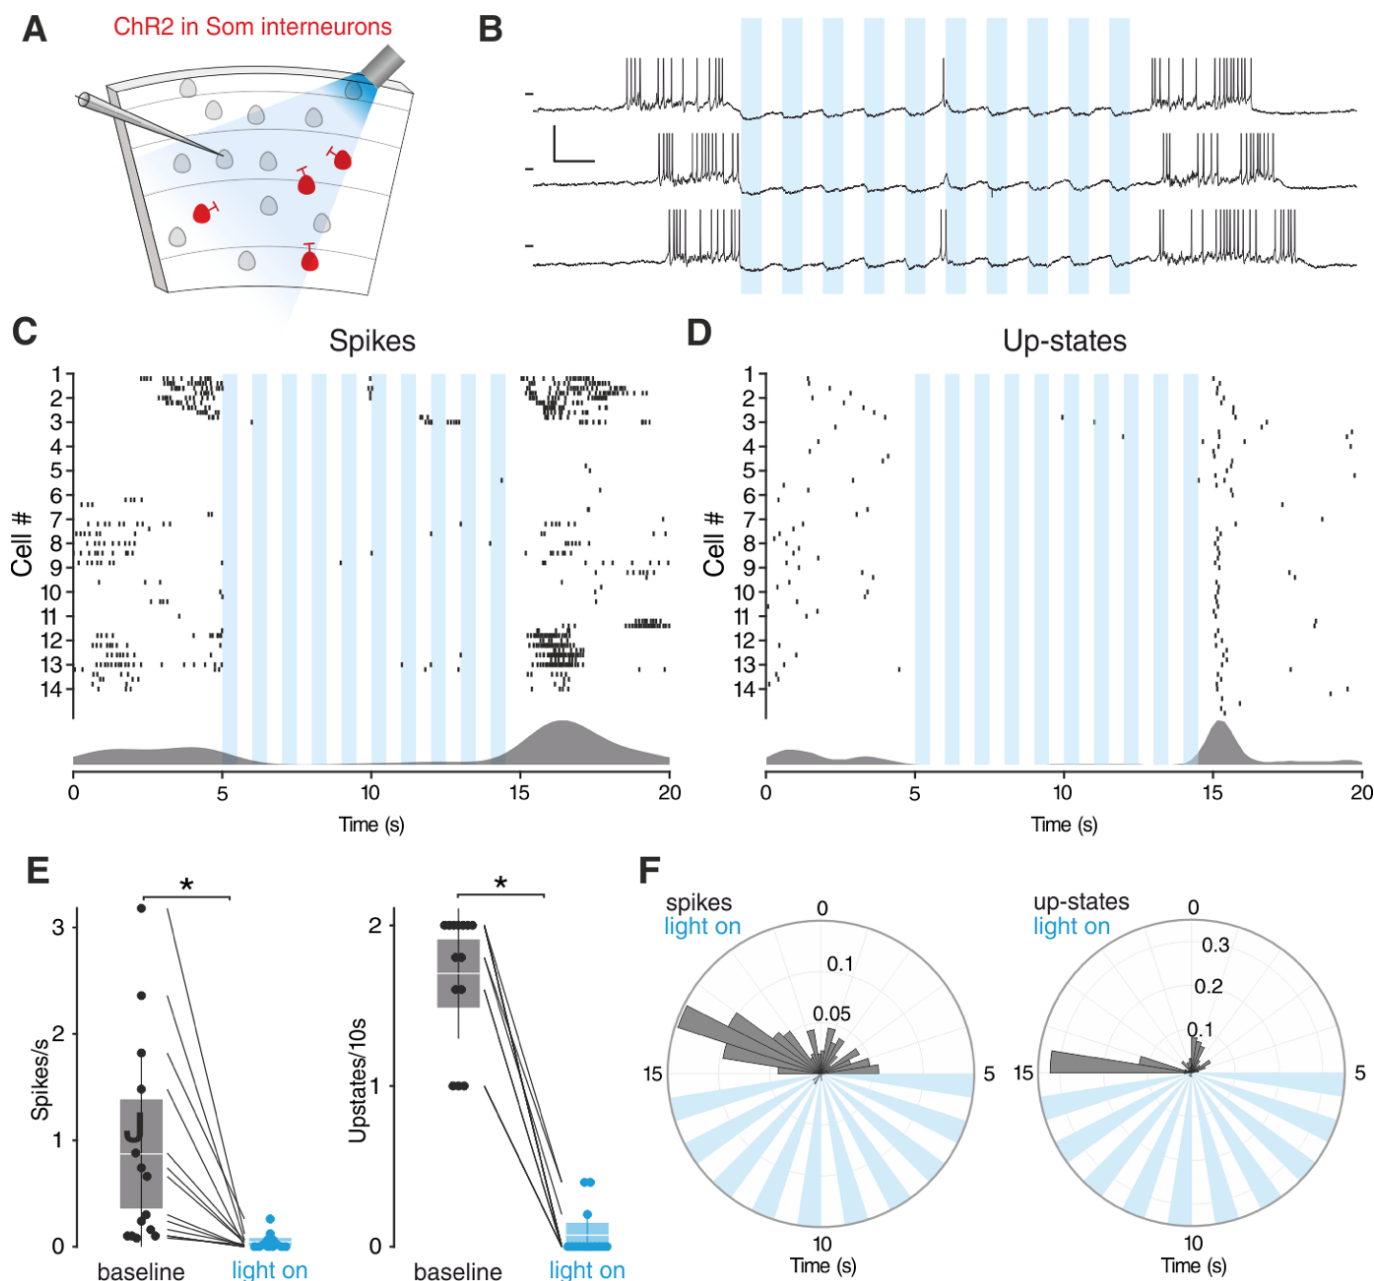 A
ChR2 in Som interneurons
B
C
Spikes
D
Up-states
Cell #
1
2
3
4
5
6
7
8
9
10
11
12
13
14
0
5
10
15
20
Time (s)
Cell #
1
2
3
4
5
6
7
8
9
10
11
12
13
14
0
5
10
15
20
Time (s)
E
*
Spikes/s
3
2
1
0
J
baseline
light on
*
Upstates/10s
2
1
0
baseline
light on
F
spikes
light on
0
0.1
0.05
15
5
10
Time (s)
up-states
light on
0
0.3
0.2
0.1
15
5
10
Time (s)